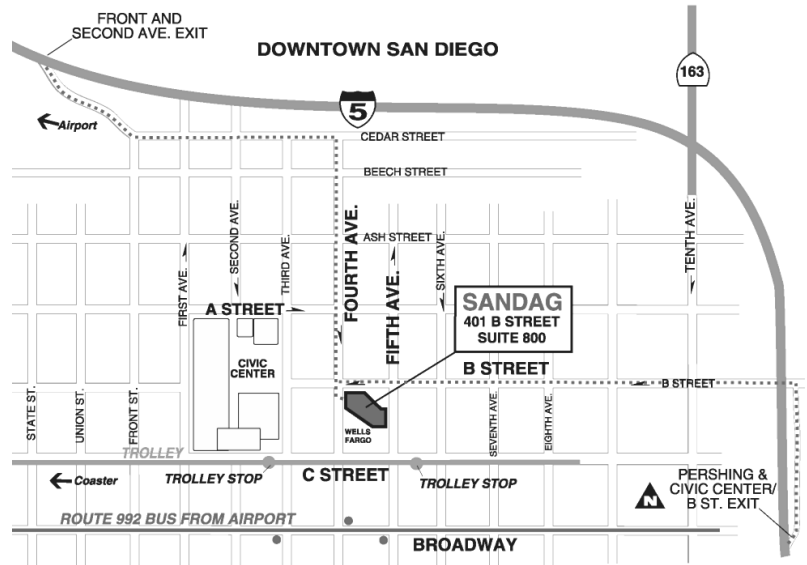 FRONT AND
SECOND AVE. EXIT
DOWNTOWN SAN DIEGO
163
5
Airport
CEDAR STREET
BEECH STREET
FIRST AVE.
SECOND AVE.
THIRD AVE.
FOURTH AVE.
ASH STREET
FIFTH AVE.
SIXTH AVE.
TENTH AVE.
A STREET
SANDAG
401 B STREET
SUITE 800
CIVIC
CENTER
B STREET
B STREET
STATE ST.
UNION ST.
FRONT ST.
WELLS
FARGO
SEVENTH AVE.
EIGHTH AVE.
TROLLEY
Coaster
TROLLEY STOP
C STREET
TROLLEY STOP
PERSHING &
CIVIC CENTER/
B ST. EXIT
N
ROUTE 992 BUS FROM AIRPORT
BROADWAY